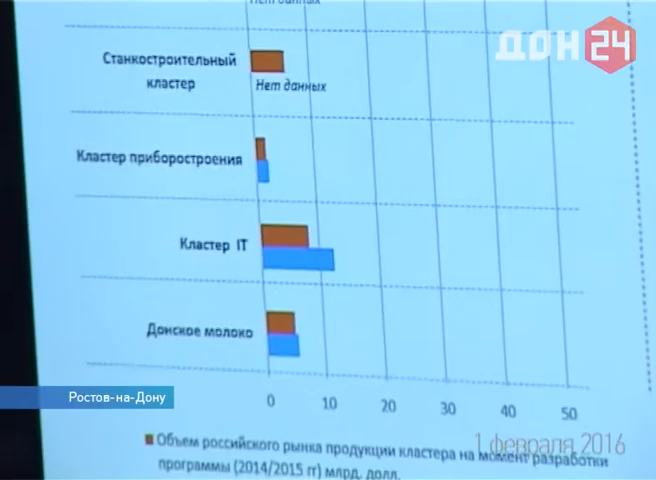 Нет данных
ДОН 24
Станкостроительный
кластер
Нет данных
Кластер приборостроения
Кластер IT
Донское молоко
Ростов-на-Дону
0 10 20 30 40 50
Объем российского рынка продукции кластера на момент разработки
программы (2014/2015 гг) млрд. долл.
1 февраля 2016